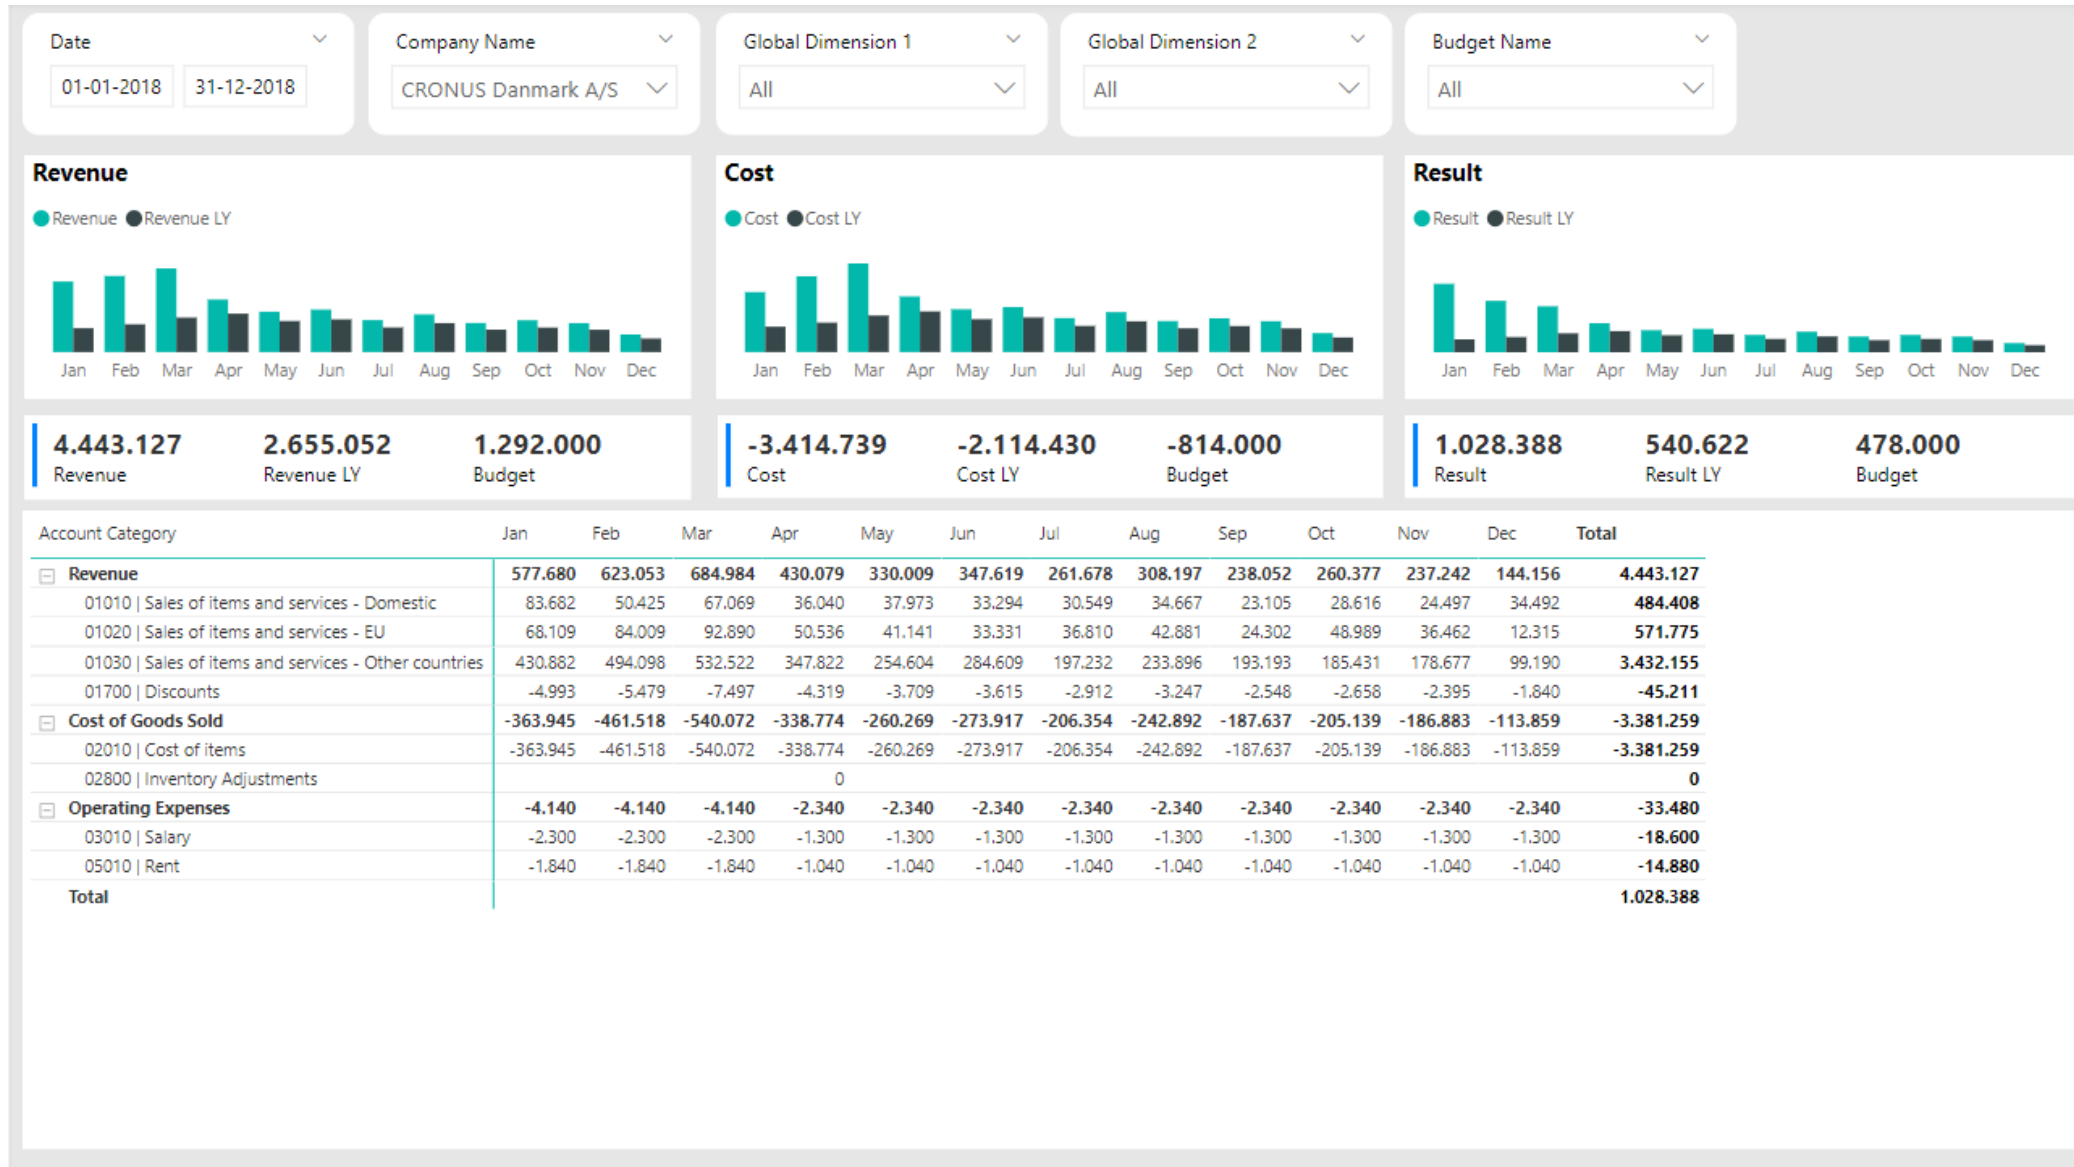 Date
01-01-2018 31-12-2018
Company Name
CRONUS Danmark A/S
Global Dimension 1
All
Global Dimension 2
All
Budget Name
All
Revenue
Revenue Revenue LY
Jan Feb Mar Apr May Jun Jul Aug Sep Oct Nov Dec
Cost
Cost Cost LY
Jan Feb Mar Apr May Jun Jul Aug Sep Oct Nov Dec
Result
Result Result LY
Jan Feb Mar Apr May Jun Jul Aug Sep Oct Nov Dec
4.443.127 2.655.052 1.292.000
Revenue Revenue LY Budget
-3.414.739 -2.114.430 -814.000
Cost Cost LY Budget
1.028.388 540.622 478.000
Result Result LY Budget
Account Category Jan Feb Mar Apr May Jun Jul Aug Sep Oct Nov Dec Total
Revenue 577.680 623.053 684.984 430.079 330.009 347.619 261.678 308.197 238.052 260.377 237.242 144.156 4.443.127
01010 | Sales of items and services - Domestic 83.682 50.425 67.069 36.040 37.973 33.294 30.549 34.667 23.105 28.616 24.497 34.492 484.408
01020 | Sales of items and services - EU 68.109 84.009 92.890 50.536 41.141 33.331 36.810 42.881 24.302 48.989 36.462 12.315 571.775
01030 | Sales of items and services - Other countries 430.882 494.098 532.522 347.822 254.604 284.609 197.232 233.896 193.193 185.431 178.677 99.190 3.432.155
01700 | Discounts -4.993 -5.479 -7.497 -4.319 -3.709 -3.615 -2.912 -3.247 -2.548 -2.658 -2.395 -1.840 -45.211
Cost of Goods Sold -363.945 -461.518 -540.072 -338.774 -260.269 -273.917 -206.354 -242.892 -187.637 -205.139 -186.883 -113.859 -3.381.259
02010 | Cost of items -363.945 -461.518 -540.072 -338.774 -260.269 -273.917 -206.354 -242.892 -187.637 -205.139 -186.883 -113.859 -3.381.259
02800 | Inventory Adjustments 0 0
Operating Expenses -4.140 -4.140 -4.140 -2.340 -2.340 -2.340 -2.340 -2.340 -2.340 -2.340 -2.340 -2.340 -33.480
03010 | Salary -2.300 -2.300 -2.300 -1.300 -1.300 -1.300 -1.300 -1.300 -1.300 -1.300 -1.300 -1.300 -18.600
05010 | Rent -1.840 -1.840 -1.840 -1.040 -1.040 -1.040 -1.040 -1.040 -1.040 -1.040 -1.040 -1.040 -14.880
Total 1.028.388